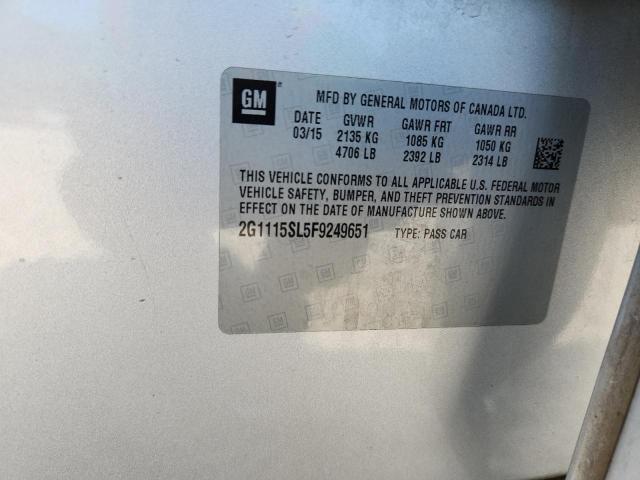 GM
MFD BY GENERAL MOTORS OF CANADA LTD.
DATE GVWR GAWR FRT GAWR RR
03/15 2135 KG 1085 KG 1050 KG
4706 LB 2392 LB 2314 LB
THIS VEHICLE CONFORMS TO ALL APPLICABLE U.S. FEDERAL MOTOR
VEHICLE SAFETY, BUMPER, AND THEFT PREVENTION STANDARDS IN
EFFECT ON THE DATE OF MANUFACTURE SHOWN ABOVE.
2G1115SL5F9249651 TYPE: PASS CAR